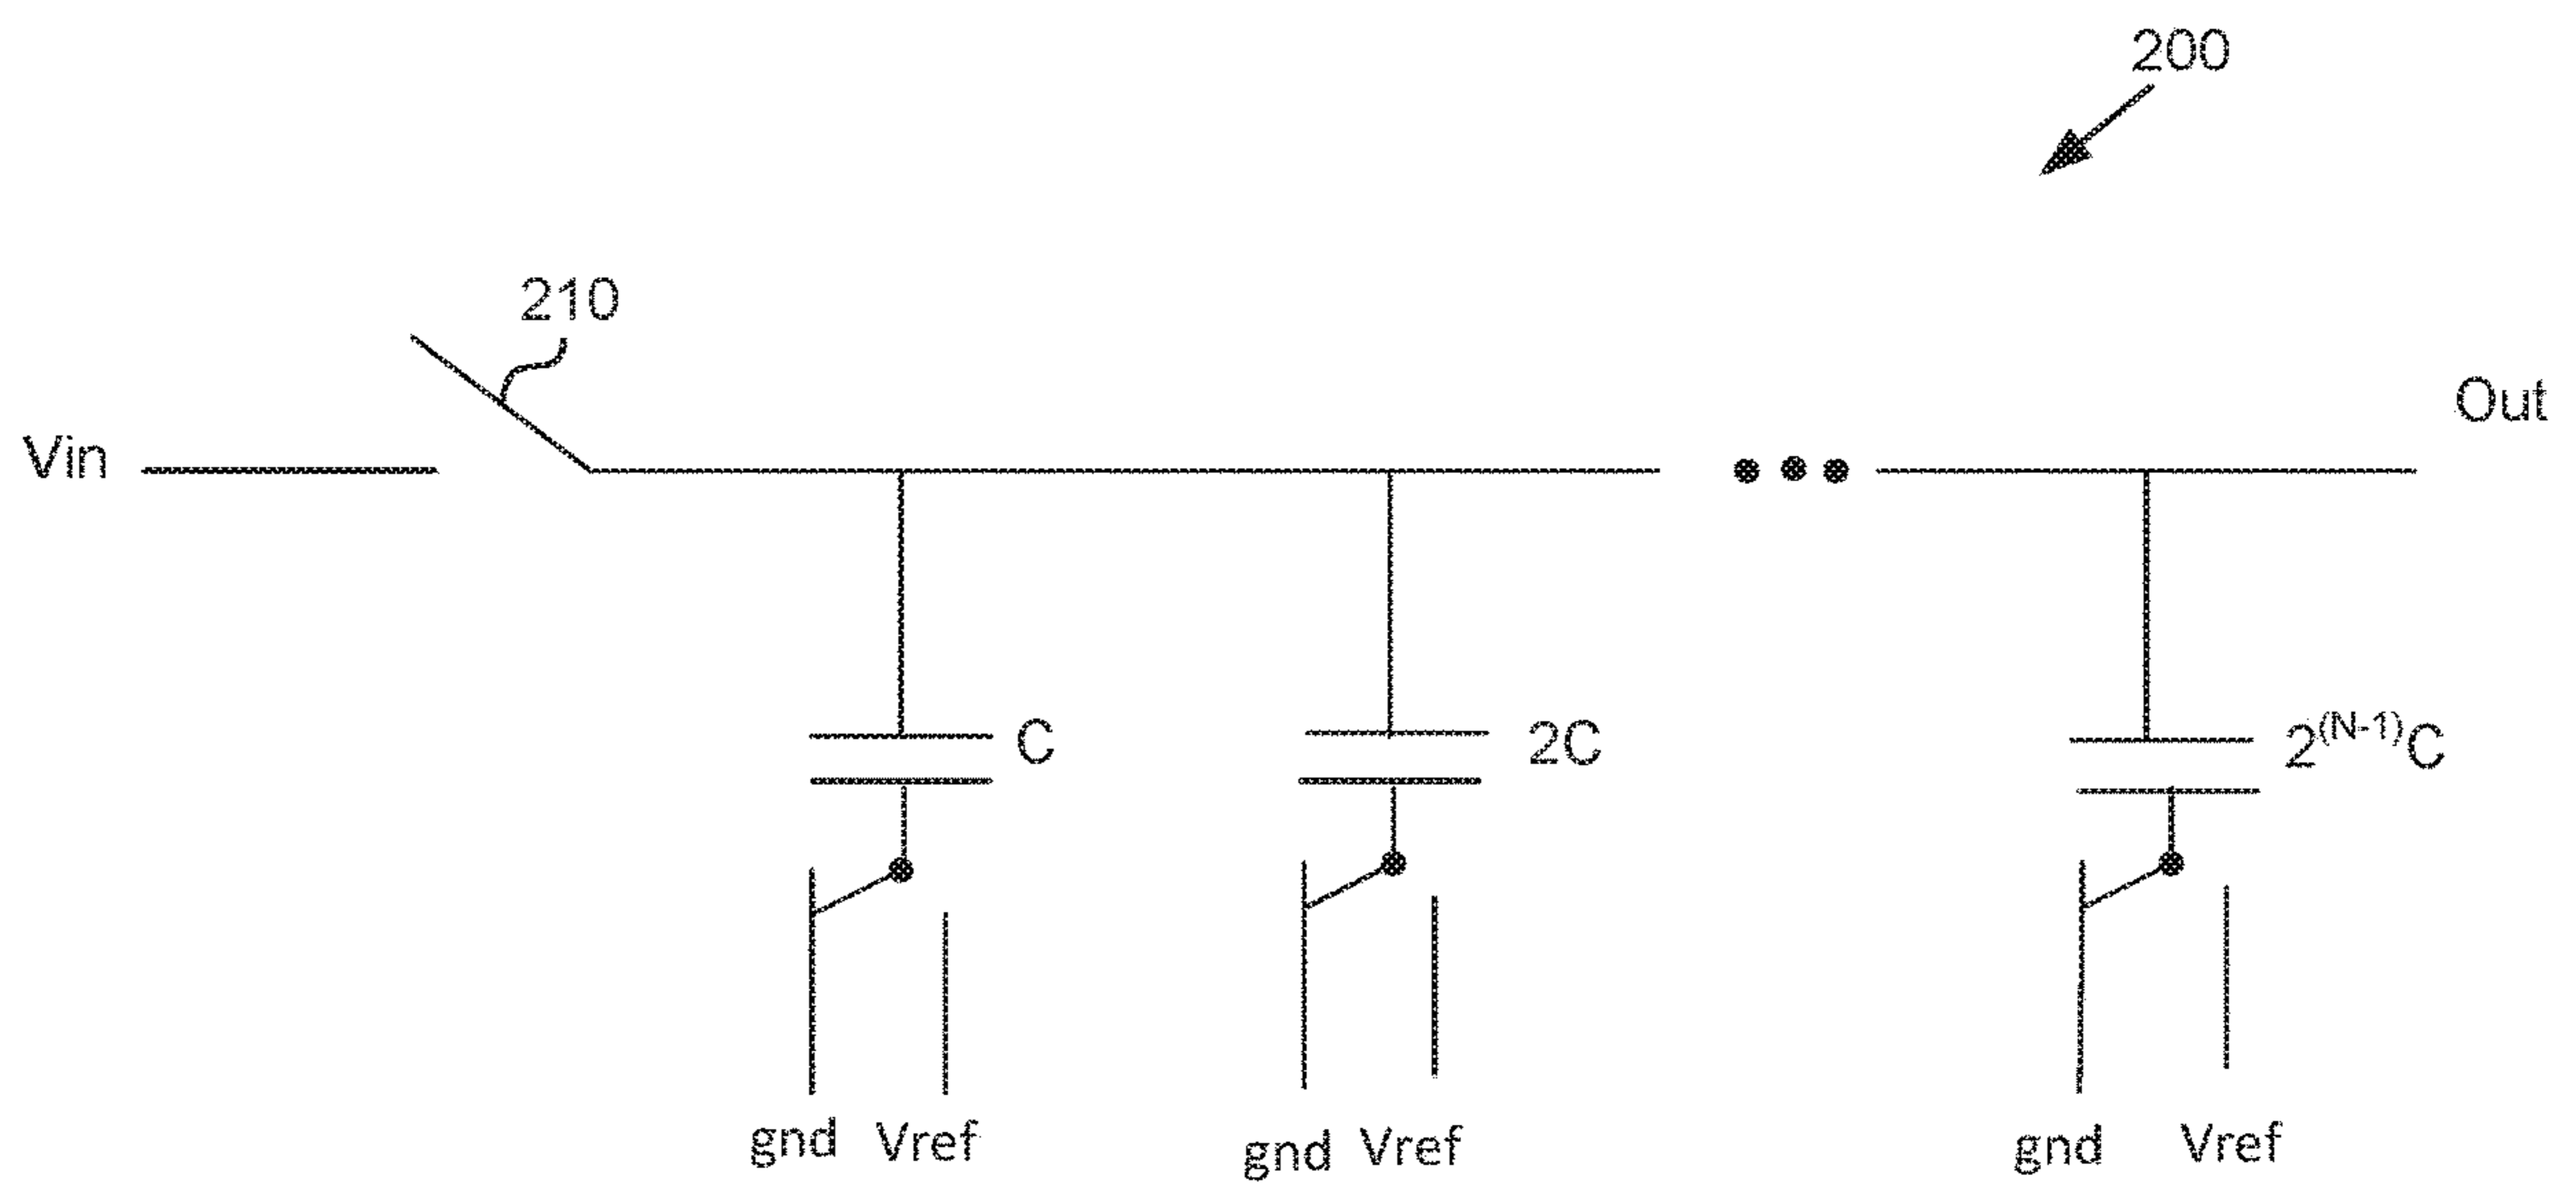 200
210
Vin
Out
C
2C
2^(N-1)C
gnd Vref
gnd Vref
gnd Vref